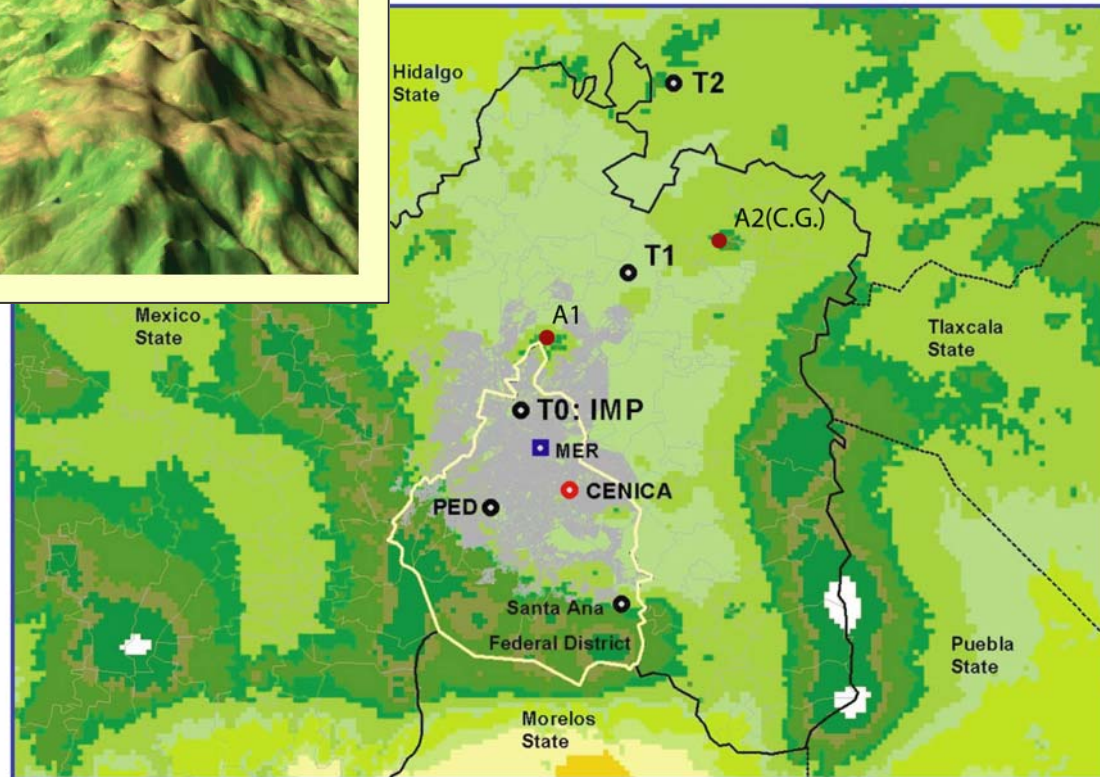 Hidalgo
State
T2
A2(C.G.)
T1
Mexico
State
A1
Tlaxcala
State
T0: IMP
MER
CENICA
PED
Santa Ana
Federal District
Puebla
State
Morelos
State